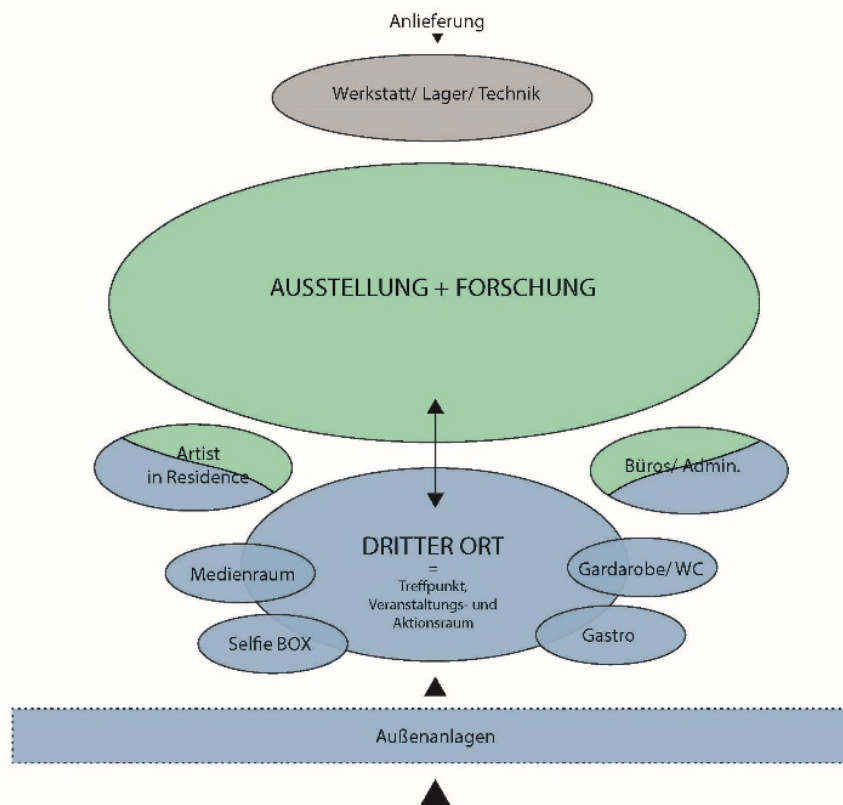 Anlieferung
Werkstatt/ Lager/ Technik
AUSSTELLUNG + FORSCHUNG
Artist
in Residence
Büros/ Admin.
DRITTER ORT
=
Treffpunkt,
Veranstaltungs- und
Aktionsraum
Medienraum
Gardarobe/ WC
Selfie BOX
Gastro
Außenanlagen